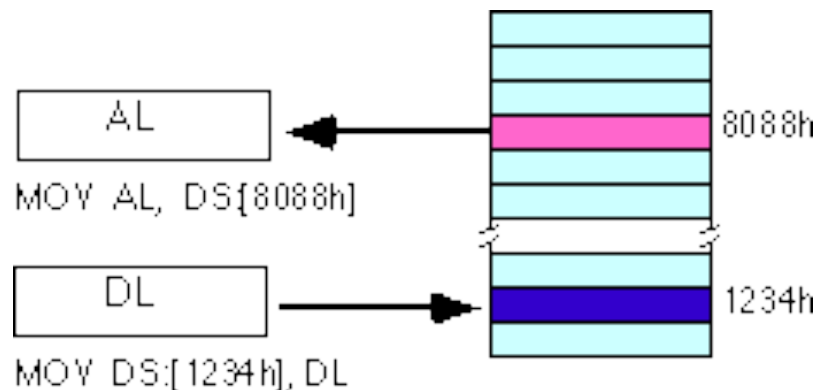 AL
8088h
MOV AL, DS:[8088h]
DL
1234h
MOV DS:[1234h], DL